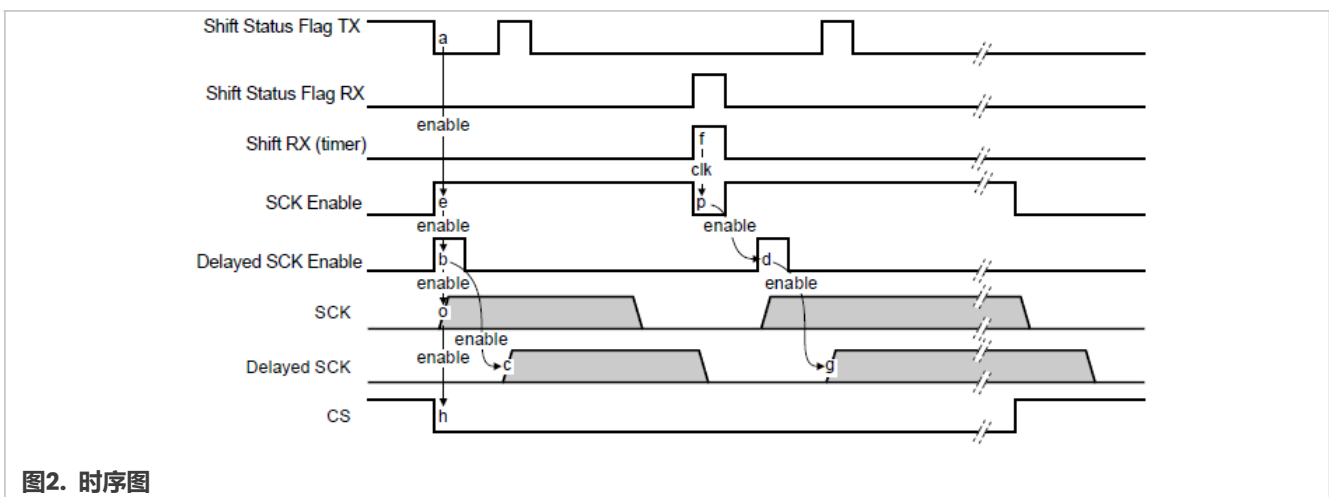 Shift Status Flag TX
a
Shift Status Flag RX
enable
Shift RX (timer)
f
clk
SCK Enable
e
p
enable
enable
Delayed SCK Enable
b
d
enable
enable
SCK
o
enable
enable
Delayed SCK
c
g
CS
h
图2. 时序图